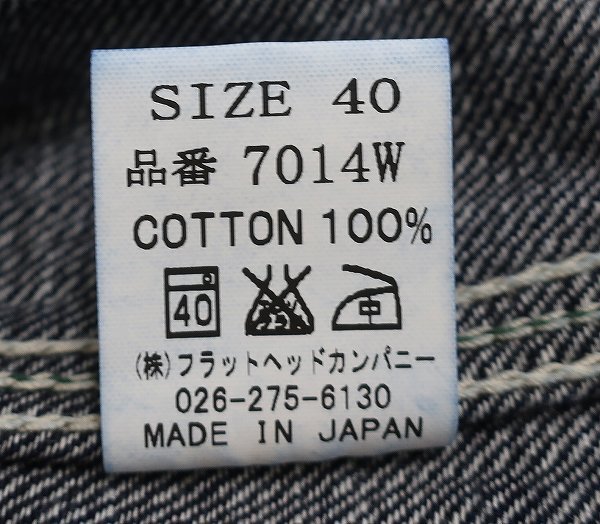 SIZE 40
品番 7014W
COTTON 100%
40 中
(株)フラットヘッドカンパニー
026-275-6130
MADE IN JAPAN